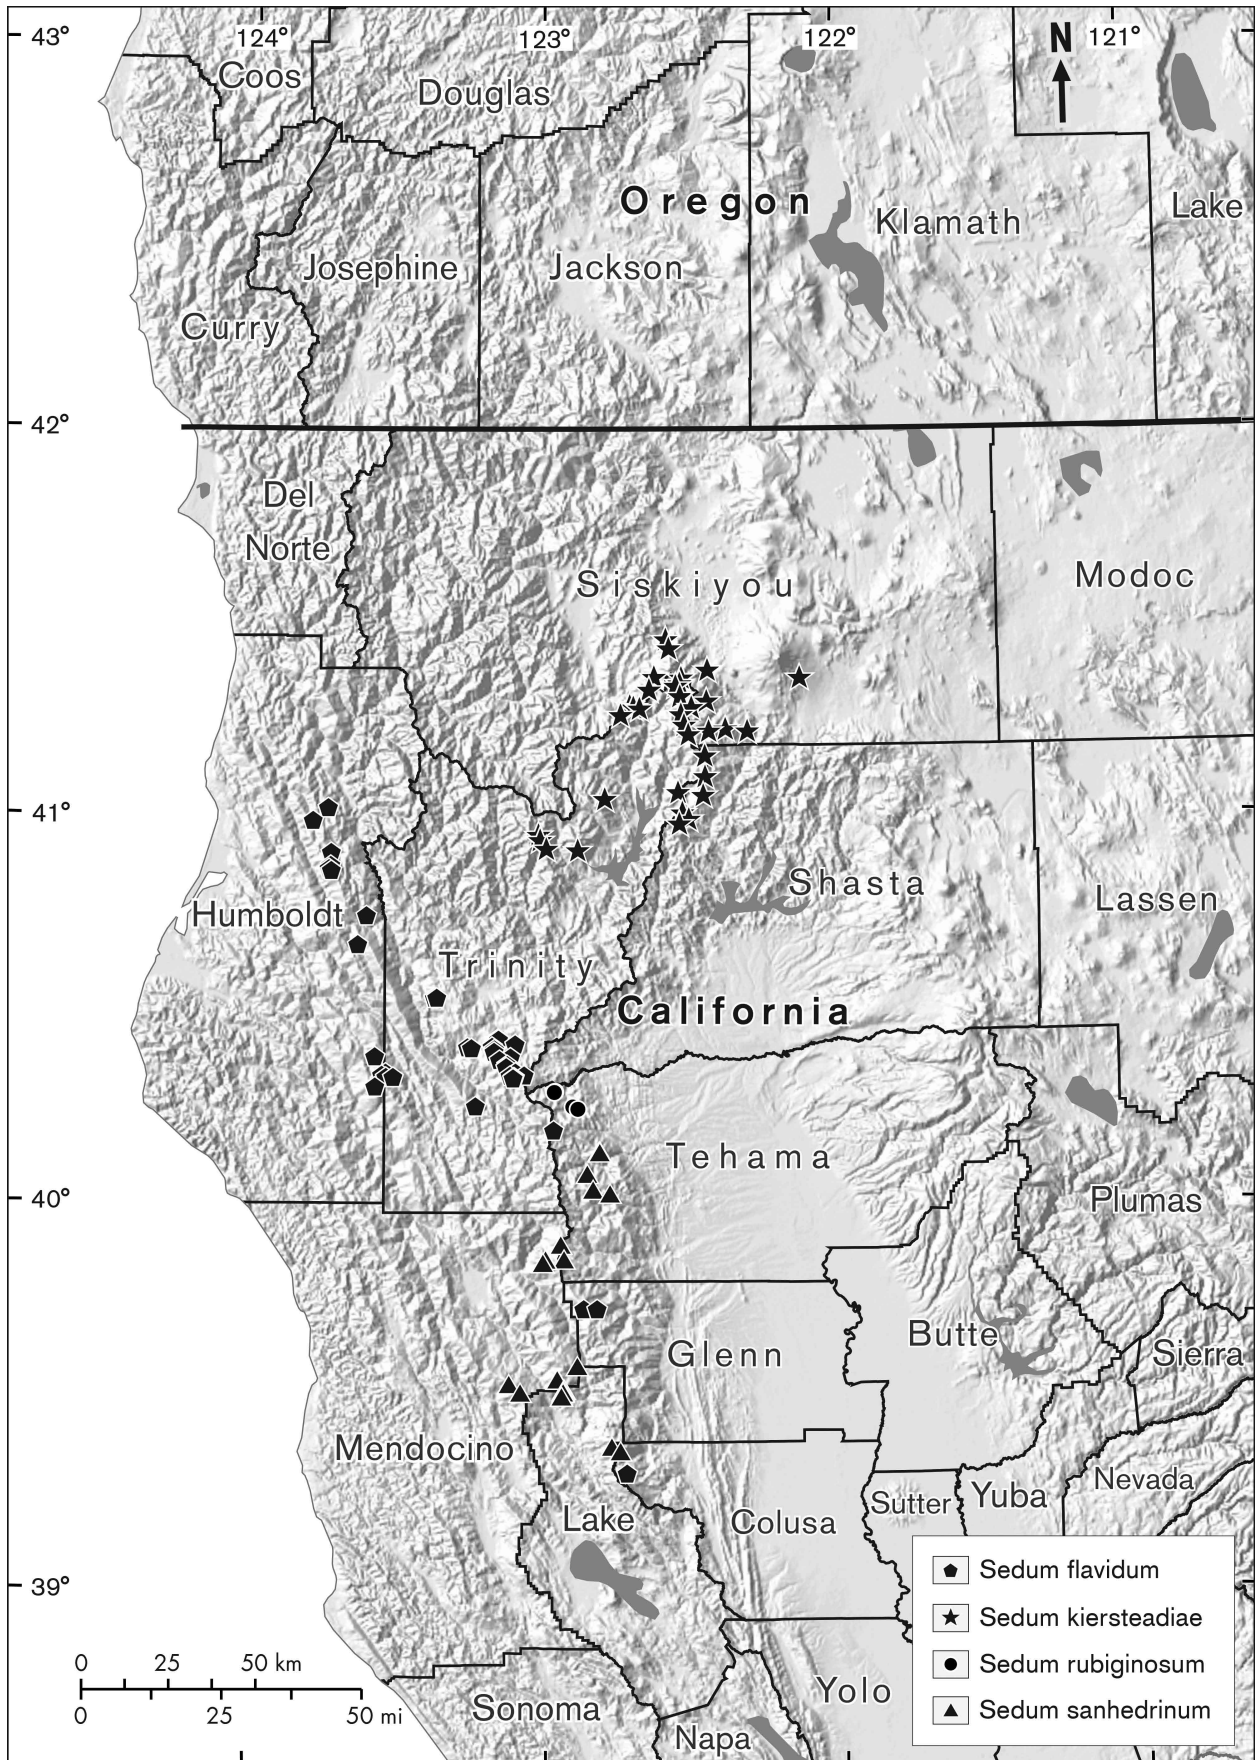 43°
124°
123°
122°
N
121°
Coos
Douglas
Oregon
Lake
Klamath
Josephine
Jackson
Curry
42°
Del
Norte
Siskiyou
Modoc
41°
Shasta
Lassen
Humboldt
Trinity
California
Tehama
40°
Plumas
Butte
Glenn
Sierra
Mendocino
Nevada
Sutter
Yuba
Lake
Colusa
39°
Sedum flavidum
Sedum kiersteadiae
Sedum rubiginosum
Sedum sanhedrinum
0 25 50 km
0 25 50 mi
Yolo
Sonoma
Napa